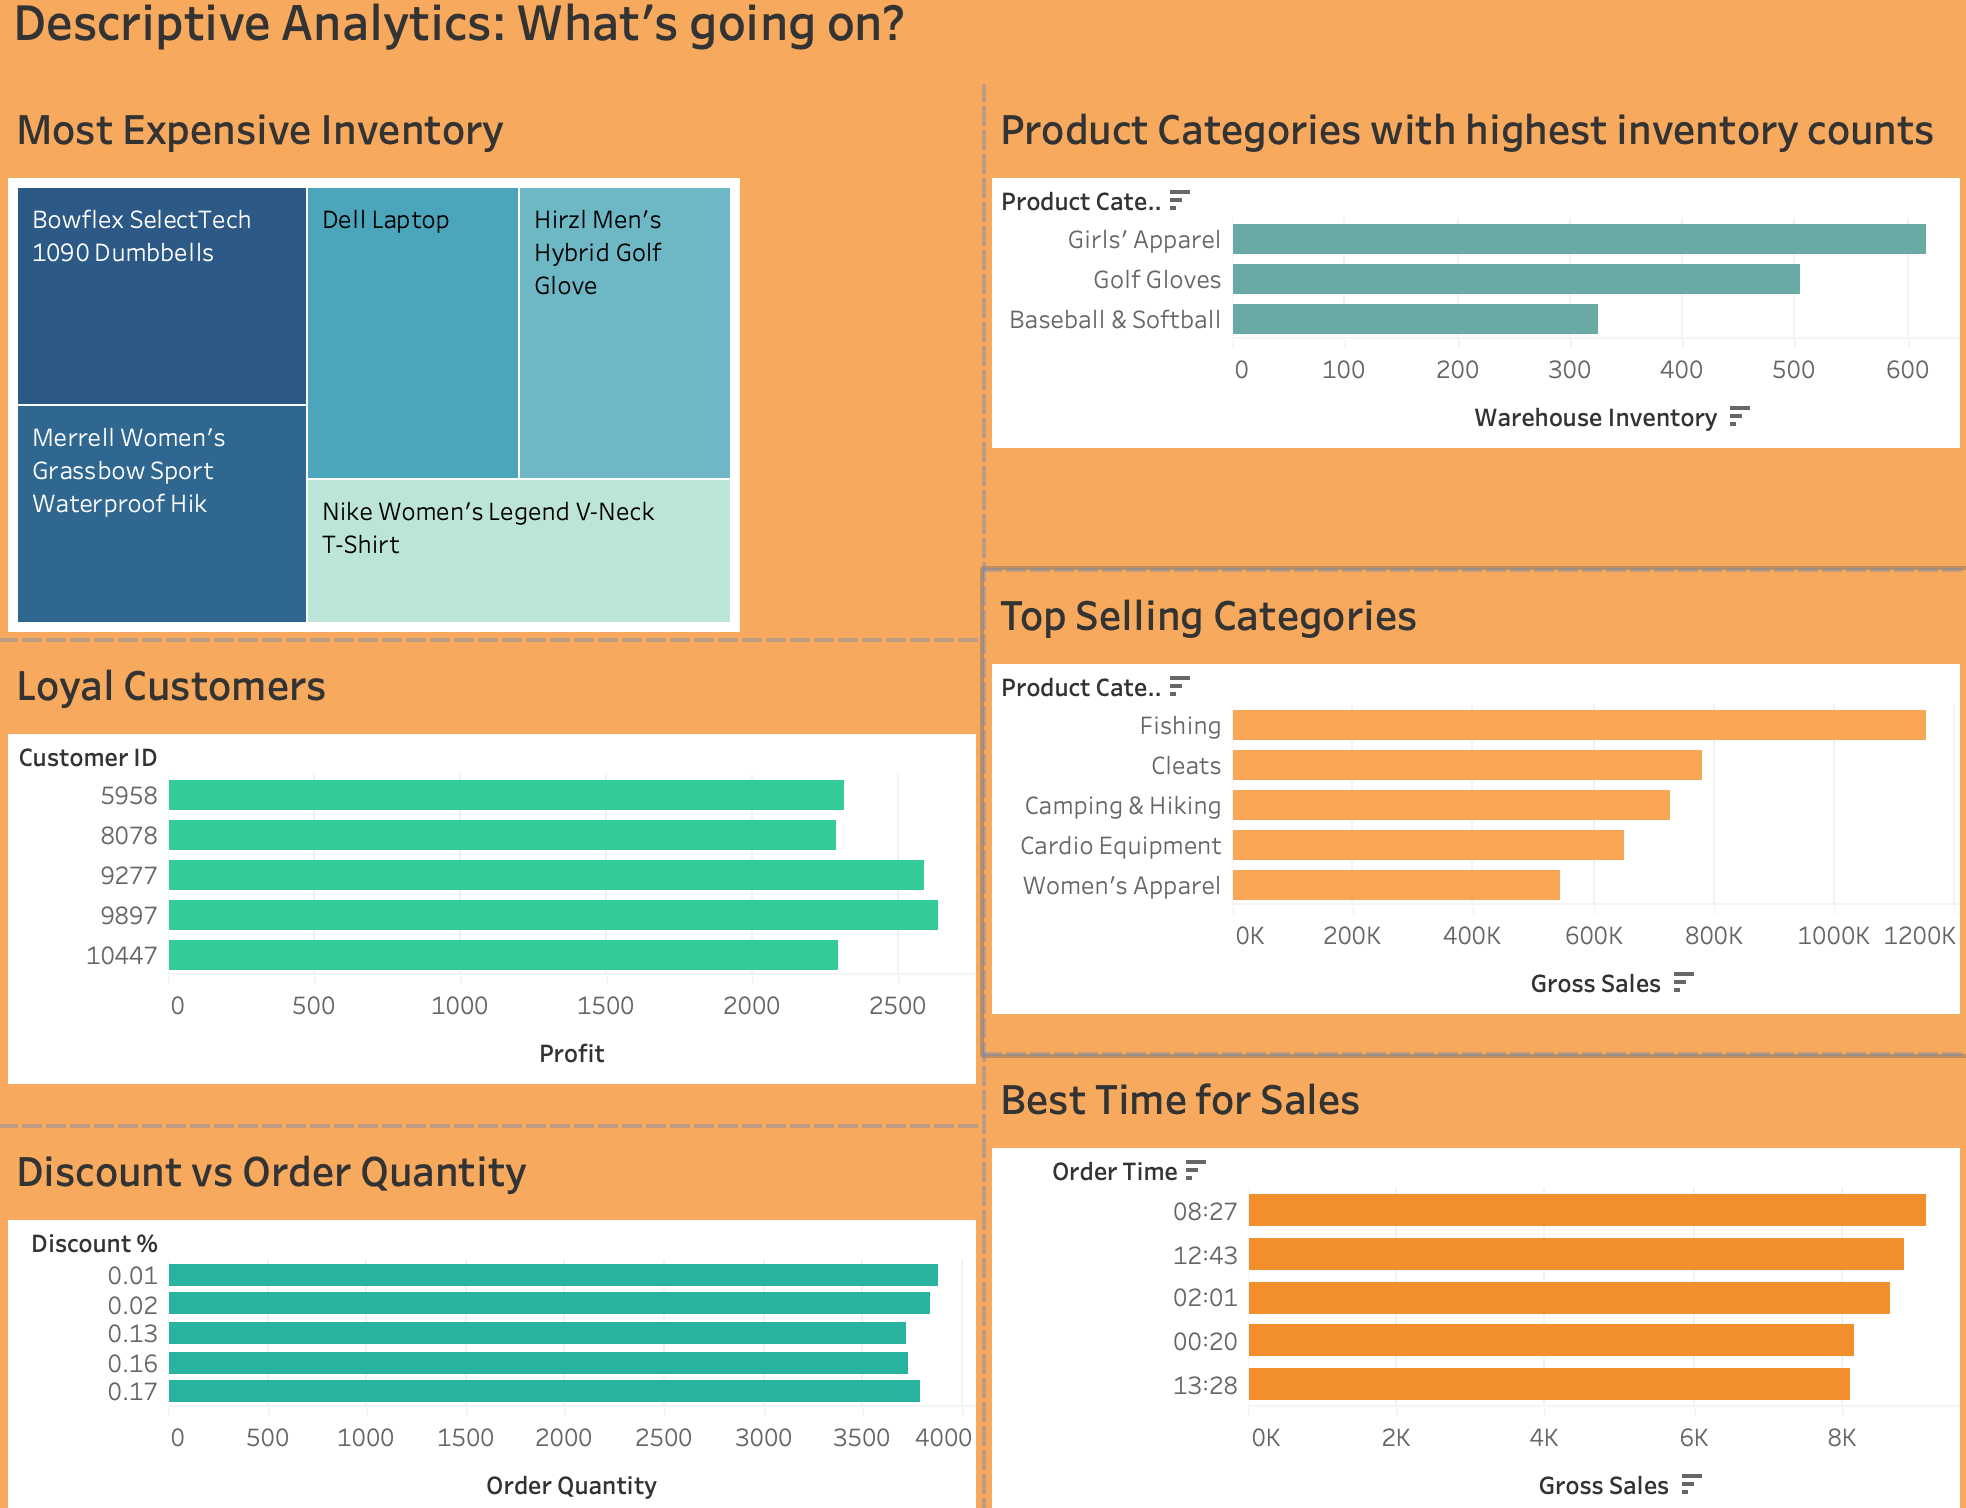 Descriptive Analytics: What's going on?
Most Expensive Inventory
Bowflex SelectTech
1090 Dumbbells
Merrell Women's
Grassbow Sport
Waterproof Hik
Dell Laptop
Hirzl Men's
Hybrid Golf
Glove
Nike Women's Legend V-Neck
T-Shirt
Product Categories with highest inventory counts
Product Cate..
Girls' Apparel
Golf Gloves
Baseball & Softball
0 100 200 300 400 500 600
Warehouse Inventory
Loyal Customers
Customer ID
5958
8078
9277
9897
10447
0 500 1000 1500 2000 2500
Profit
Top Selling Categories
Product Cate..
Fishing
Cleats
Camping & Hiking
Cardio Equipment
Women's Apparel
0K 200K 400K 600K 800K 1000K 1200K
Gross Sales
Discount vs Order Quantity
Discount %
0.01
0.02
0.13
0.16
0.17
0 500 1000 1500 2000 2500 3000 3500 4000
Order Quantity
Best Time for Sales
Order Time
08:27
12:43
02:01
00:20
13:28
0K 2K 4K 6K 8K
Gross Sales